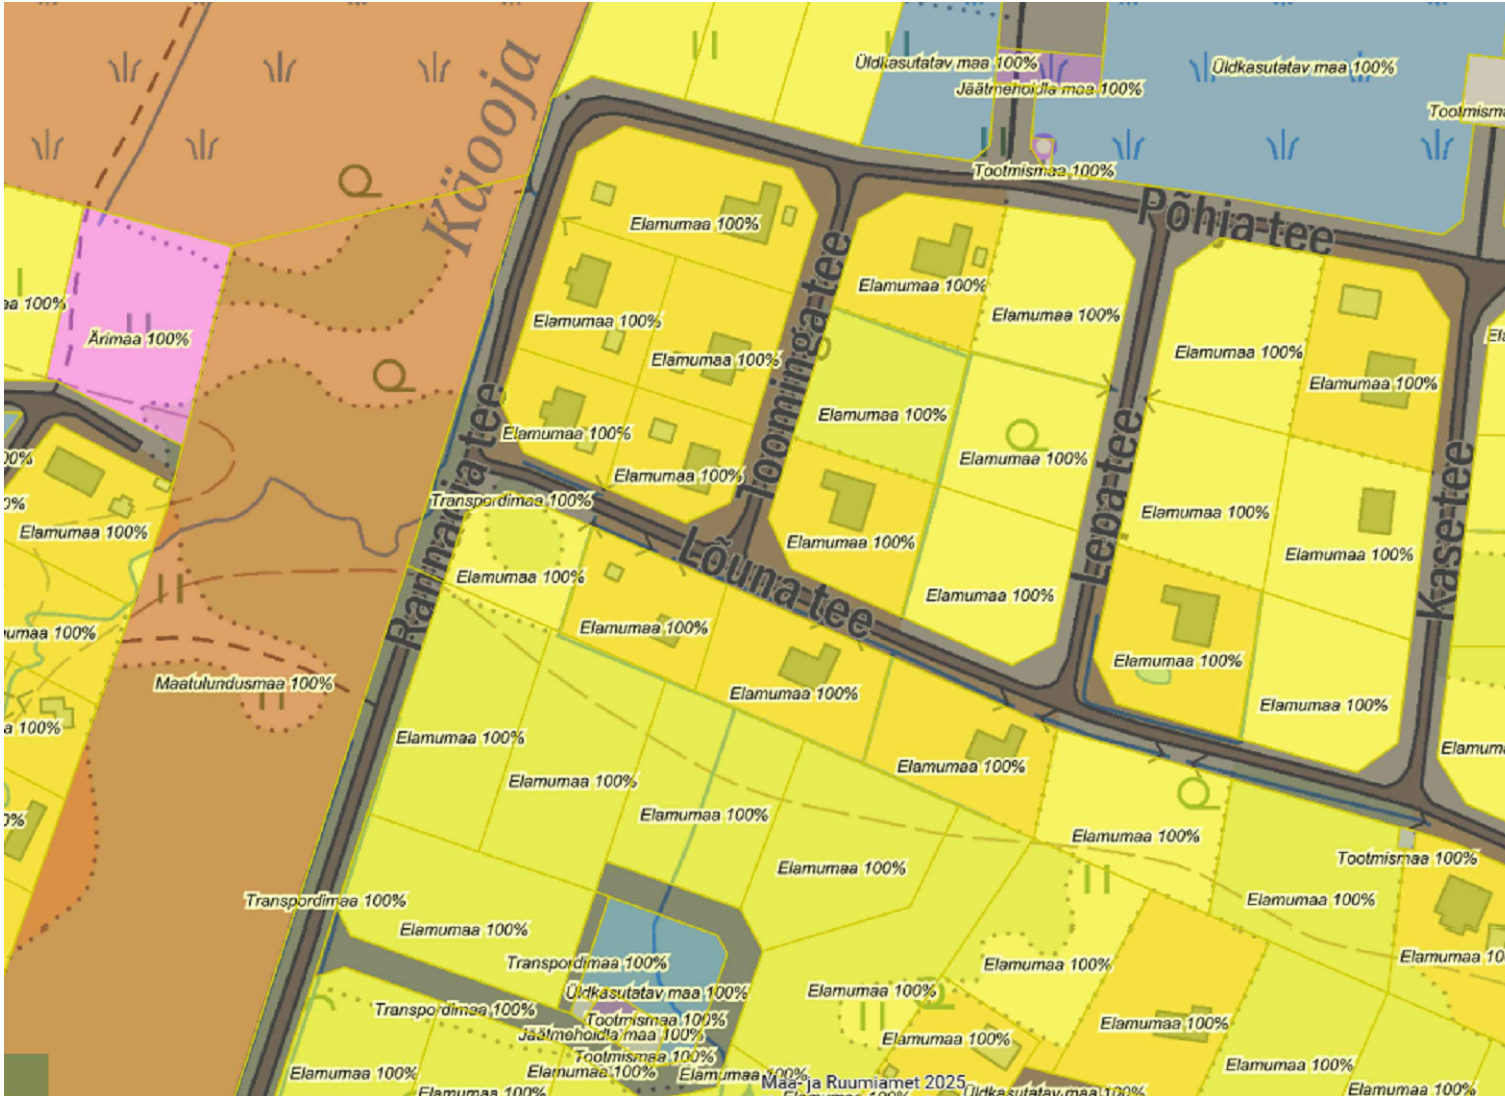 Käooja
Üldkasutatav maa 100%
Üldkasutatav maa 100%
Jäätmehoidla maa 100%
Tootmismaa 100%
Põhja tee
Elamumaa 100%
Elamumaa 100%
Elamumaa 100%
Ärimaa 100%
Elamumaa 100%
Elamumaa 100%
Elamumaa 100%
Elamumaa 100%
Toominga tee
Elamumaa 100%
Elamumaa 100%
Elamumaa 100%
Elamumaa 100%
Elamumaa 100%
Transpordimaa 100%
Rannaraja tee
Lepa tee
Kase tee
Elamumaa 100%
Elamumaa 100%
Elamumaa 100%
Elamumaa 100%
Lõuna tee
Elamumaa 100%
Elamumaa 100%
Elamumaa 100%
Elamumaa 100%
Maatulundusmaa 100%
Elamumaa 100%
Elamumaa 100%
Elamumaa 100%
Elamumaa 100%
Elamumaa 100%
Elamumaa 100%
Elamumaa 100%
Elamumaa 100%
Tootmismaa 100%
Elamumaa 100%
Transpordimaa 100%
Elamumaa 100%
Elamumaa 100%
Transpordimaa 100%
Elamumaa 100%
Üldkasutatav maa 100%
Elamumaa 100%
Transpordimaa 100%
Tootmismaa 100%
Elamumaa 100%
Jäätmehoidla maa 100%
Elamumaa 100%
Tootmismaa 100%
Elamumaa 100%
Elamumaa 100%
Elamumaa 100%
Elamumaa 100%
Maa- ja Ruumiamet 2025
Elamumaa 100%
Elamumaa 100%
Üldkasutatav maa 100%
Elamumaa 100%